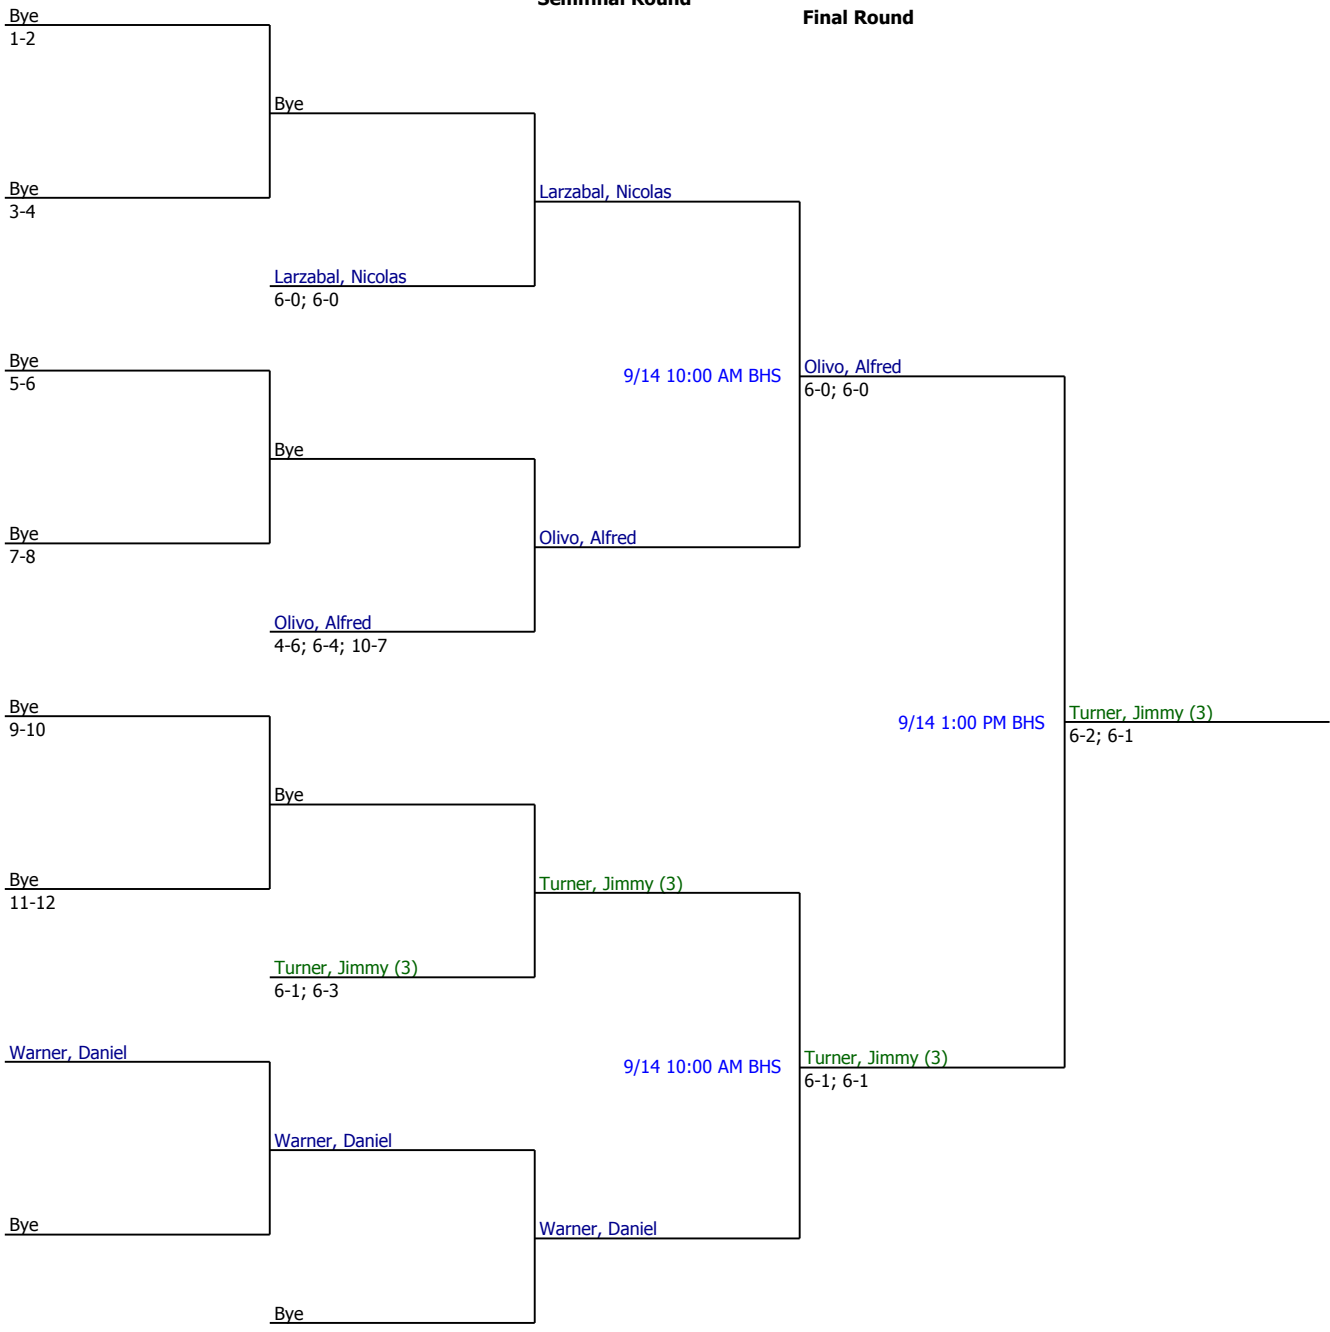 Semifinal Round
Final Round
Bye
1-2
Bye
Bye
3-4
Larzabal, Nicolas
Larzabal, Nicolas
6-0; 6-0
Bye
5-6
9/14 10:00 AM BHS
Olivo, Alfred
6-0; 6-0
Bye
Bye
7-8
Olivo, Alfred
Olivo, Alfred
4-6; 6-4; 10-7
Bye
9-10
9/14 1:00 PM BHS
Turner, Jimmy (3)
6-2; 6-1
Bye
Bye
11-12
Turner, Jimmy (3)
Turner, Jimmy (3)
6-1; 6-3
Warner, Daniel
9/14 10:00 AM BHS
Turner, Jimmy (3)
6-1; 6-1
Warner, Daniel
Bye
Warner, Daniel
Bye